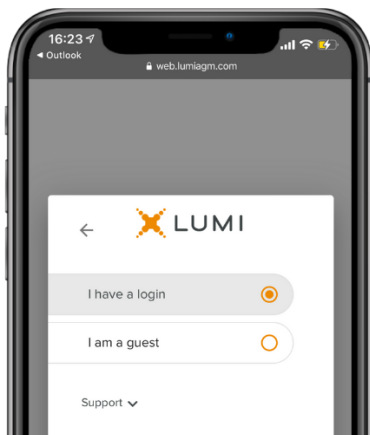 16:23
Outlook
web.lumiagm.com
LUMI
I have a login
I am a guest
Support